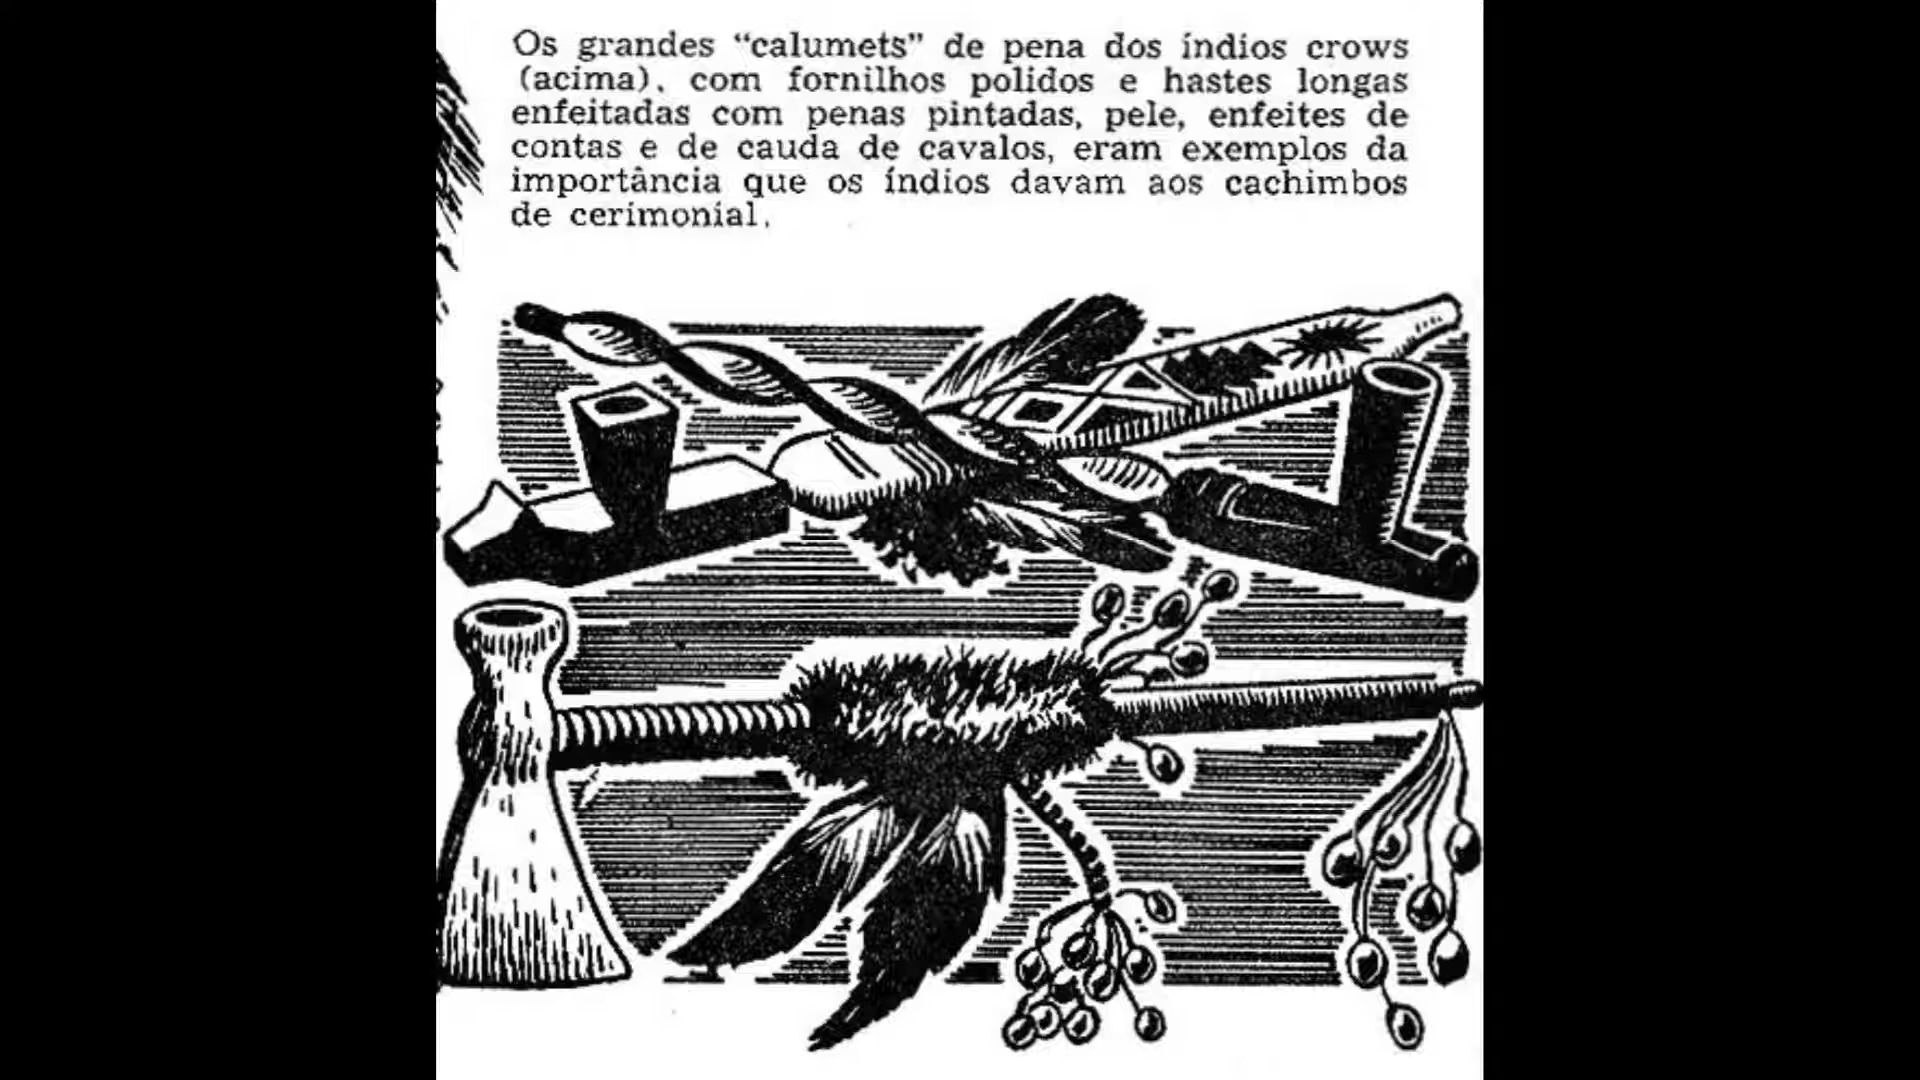 Os grandes “calumets” de pena dos índios crows
(acima), com fornilhos polidos e hastes longas
enfeitadas com penas pintadas, pele, enfeites de
contas e de cauda de cavalos, eram exemplos da
importância que os índios davam aos cachimbos
de cerimonial.